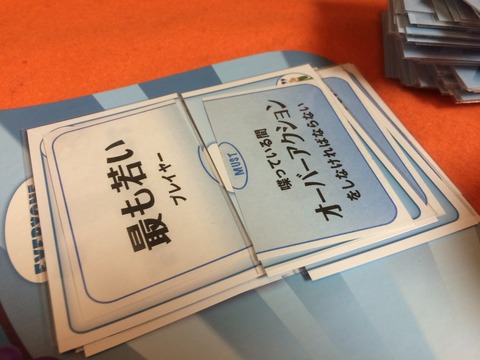 EVERYONE
最も若い
プレイヤー
MUST
喋っている間
オーバーアクション
をしなければならない